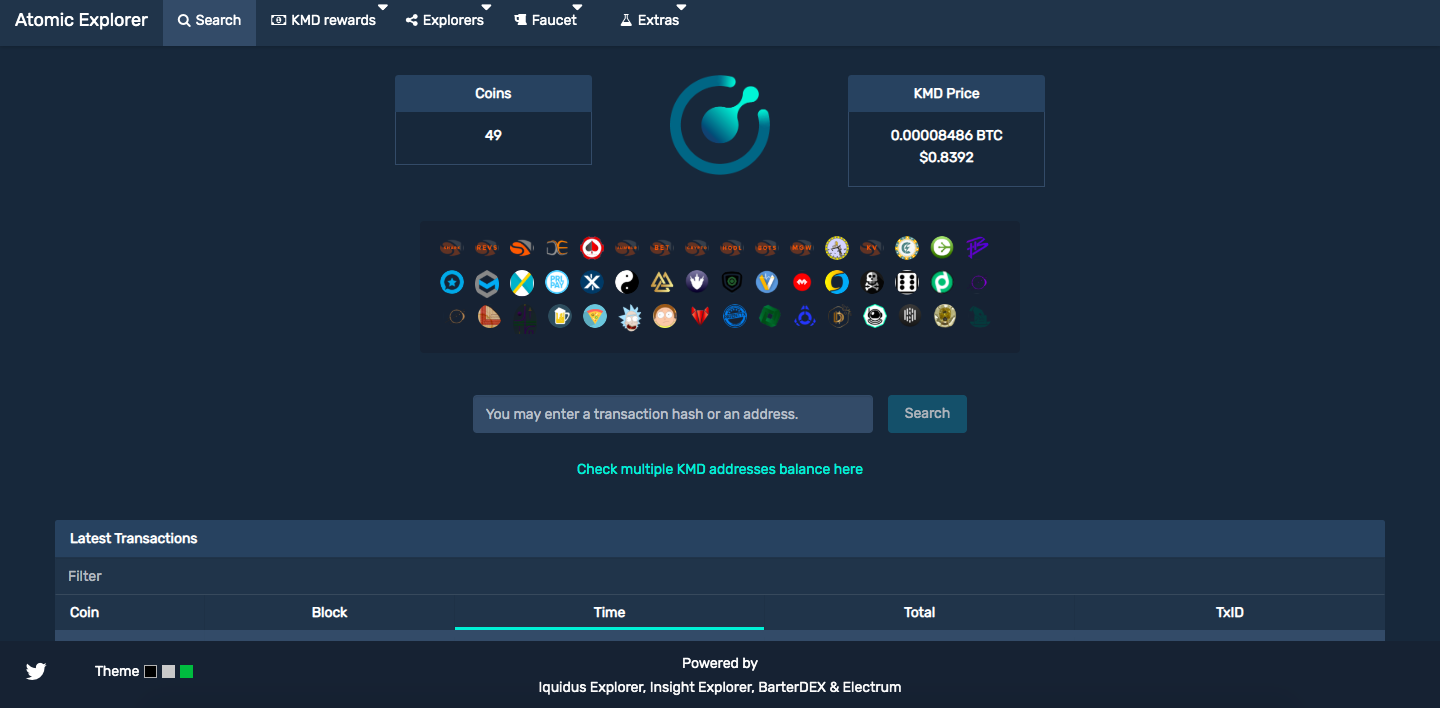 Atomic Explorer Search KMD rewards Explorers Faucet Extras
Coins
49
KMD Price
0.00008486 BTC
$0.8392
REVS
BET
HODL
BOTS
MGW
KV
PRL
PAY
You may enter a transaction hash or an address. Search
Check multiple KMD addresses balance here
Latest Transactions
Filter
Coin Block Time Total TxID
Theme
Powered by
Iquidus Explorer, Insight Explorer, BarterDEX & Electrum